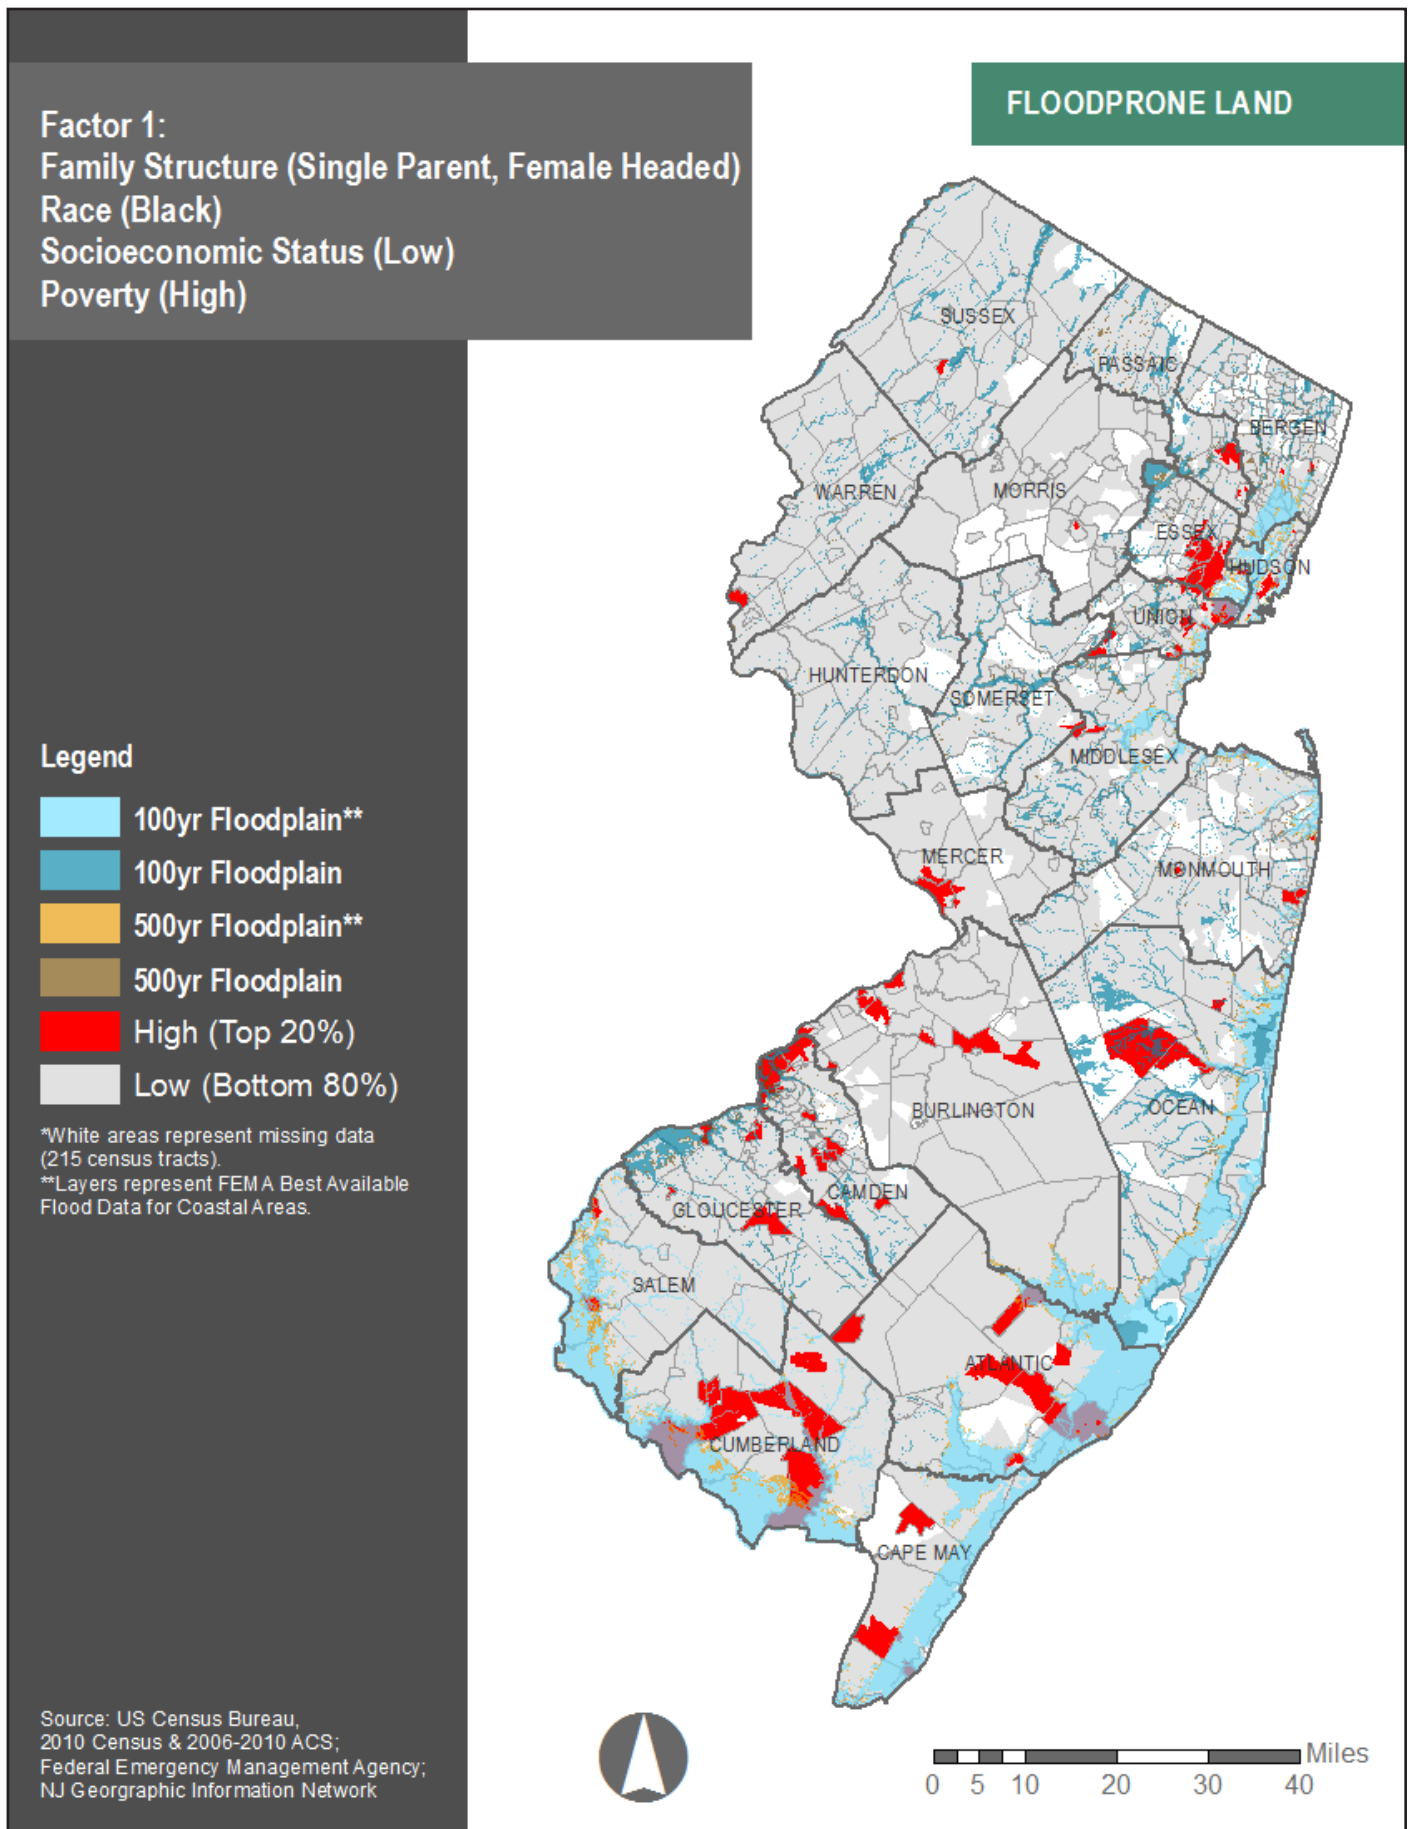 Factor 1:
Family Structure (Single Parent, Female Headed)
Race (Black)
Socioeconomic Status (Low)
Poverty (High)
FLOODPRONE LAND
SUSSEX
PASSAIC
BERGEN
WARREN
MORRIS
ESSEX
HUDSON
UNION
HUNTERDON
SOMERSET
MIDDLESEX
MERCER
MONMOUTH
BURLINGTON
OCEAN
CAMDEN
GLOUCESTER
SALEM
ATLANTIC
CUMBERLAND
CAPE MAY
Legend
100yr Floodplain**
100yr Floodplain
500yr Floodplain**
500yr Floodplain
High (Top 20%)
Low (Bottom 80%)
*White areas represent missing data
(215 census tracts).
**Layers represent FEMA Best Available
Flood Data for Coastal Areas.
Source: US Census Bureau,
2010 Census & 2006-2010 ACS;
Federal Emergency Management Agency;
NJ Georgraphic Information Network
Miles
0 5 10 20 30 40